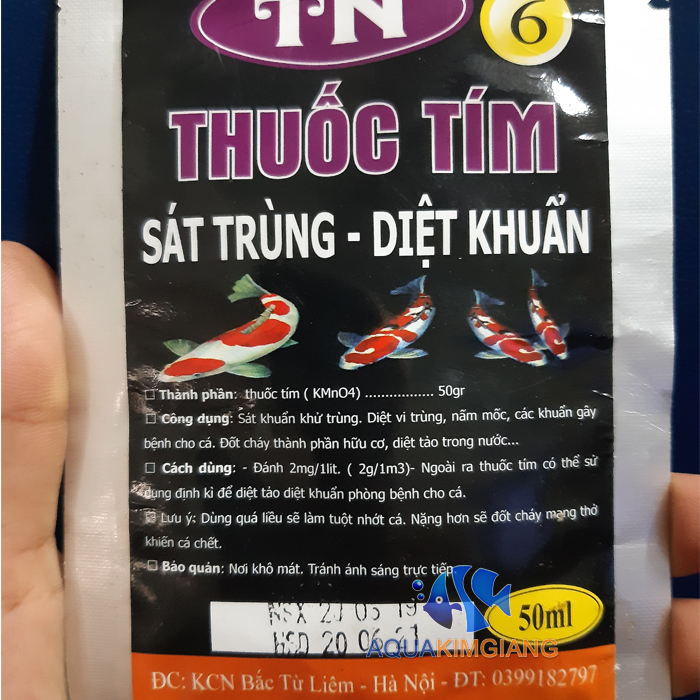 TN
6
THUỐC TÍM
SÁT TRÙNG - DIỆT KHUẨN
Thành phần: thuốc tím ( KMnO4) ................. 50gr
Công dụng: Sát khuẩn khử trùng. Diệt vi trùng, nấm mốc, các khuẩn gây
bệnh cho cá. Đốt cháy thành phần hữu cơ, diệt tảo trong nước...
Cách dùng: - Đánh 2mg/1lit. ( 2g/1m3)- Ngoài ra thuốc tím có thể sử
dụng định kì để diệt tảo diệt khuẩn phòng bệnh cho cá.
Lưu ý: Dùng quá liều sẽ làm tuột nhớt cá. Nặng hơn sẽ đốt cháy mang thở
khiến cá chết.
Bảo quản: Nơi khô mát. Tránh ánh sáng trực tiếp
NSX 20 06 19
HSD 20 06 21
50ml
AQUAKIMGIANG
ĐC: KCN Bắc Từ Liêm - Hà Nội - ĐT: 0399182797